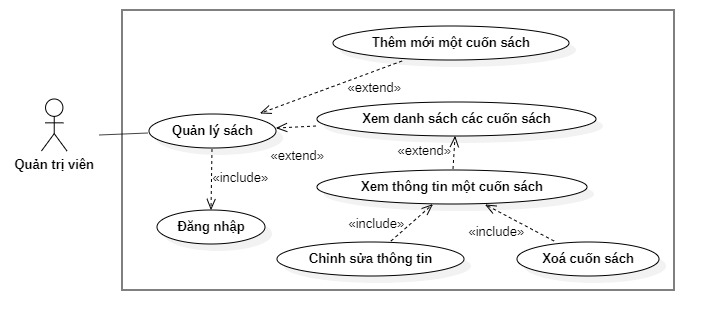 Thêm mới một cuốn sách
«extend»
Xem danh sách các cuốn sách
Quản lý sách
«extend»
«extend»
Quản trị viên
«include»
Xem thông tin một cuốn sách
Đăng nhập
«include»
«include»
Chỉnh sửa thông tin
Xoá cuốn sách